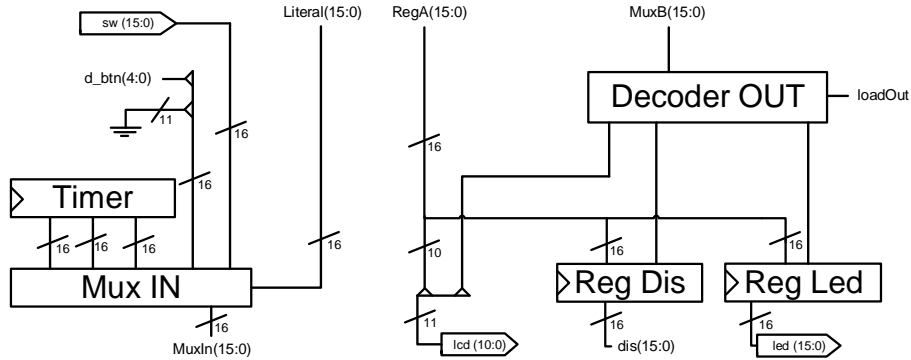 sw (15:0)
Literal(15:0)
RegA(15:0)
MuxB(15:0)
d_btn(4:0)
11
16
Decoder OUT
loadOut
16
16
Timer
16
16
16
16
16
10
16
16
Mux IN
Reg Dis
Reg Led
16
MuxIn(15:0)
11
lcd (10:0)
16
dis(15:0)
16
led (15:0)